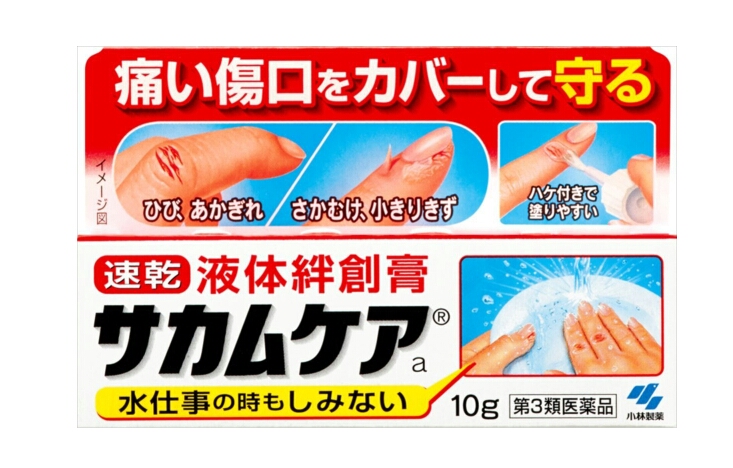 痛い傷口をカバーして守る
イメージ図
ひび、あかぎれ
さかむけ、小きりきず
ハケ付きで
塗りやすい
速乾 液体絆創膏
サカムケア®a
水仕事の時もしみない
10g 第3類医薬品
小林製薬